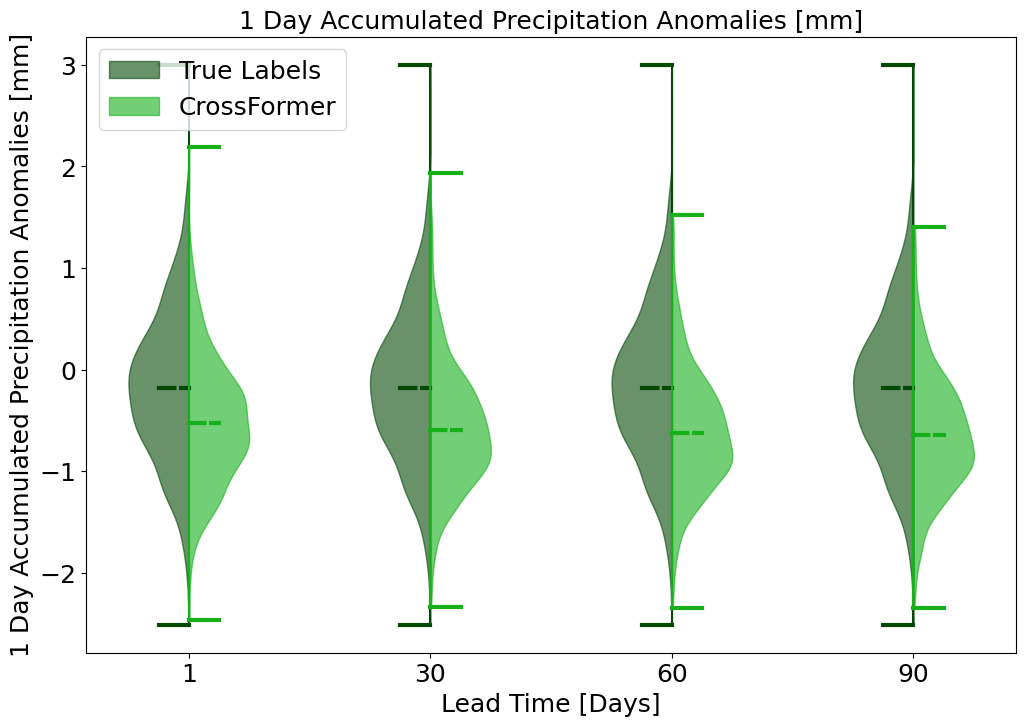 1 Day Accumulated Precipitation Anomalies [mm]
1 Day Accumulated Precipitation Anomalies [mm]
3
2
1
0
−1
−2
True Labels
CrossFormer
1 30 60 90
Lead Time [Days]